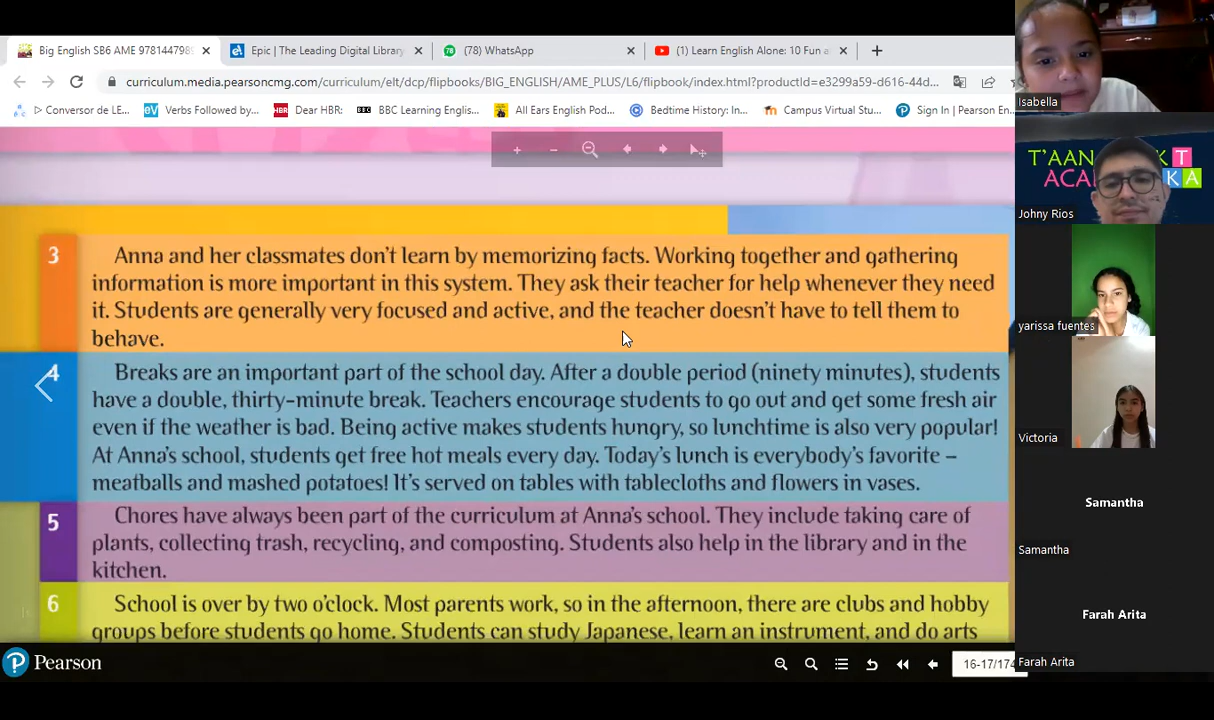 Big English SB6 AME 978144798
Epic | The Leading Digital Library
(78) WhatsApp
(1) Learn English Alone: 10 Fun a
curriculum.media.pearsoncmg.com/curriculum/elt/dcp/flipbooks/BIG_ENGLISH/AME_PLUS/L6/flipbook/index.html?productId=e3299a59-d616-44d...
Conversor de LE...
Verbs Followed by...
Dear HBR:
BBC Learning Englis...
All Ears English Pod...
Bedtime History: In...
Campus Virtual Stu...
Sign In | Pearson En...
3
Anna and her classmates don't learn by memorizing facts. Working together and gathering
information is more important in this system. They ask their teacher for help whenever they need
it. Students are generally very focused and active, and the teacher doesn't have to tell them to
behave.
4
Breaks are an important part of the school day. After a double period (ninety minutes), students
have a double, thirty-minute break. Teachers encourage students to go out and get some fresh air
even if the weather is bad. Being active makes students hungry, so lunchtime is also very popular!
At Anna's school, students get free hot meals every day. Today's lunch is everybody's favorite –
meatballs and mashed potatoes! It's served on tables with tablecloths and flowers in vases.
5
Chores have always been part of the curriculum at Anna's school. They include taking care of
plants, collecting trash, recycling, and composting. Students also help in the library and in the
kitchen.
6
School is over by two o'clock. Most parents work, so in the afternoon, there are clubs and hobby
groups before students go home. Students can study Japanese, learn an instrument, and do arts
Pearson
16-17/174
Isabella
T'AAN
K T
KA
Johny Rios
yarissa fuentes
Victoria
Samantha
Samantha
Farah Arita
Farah Arita